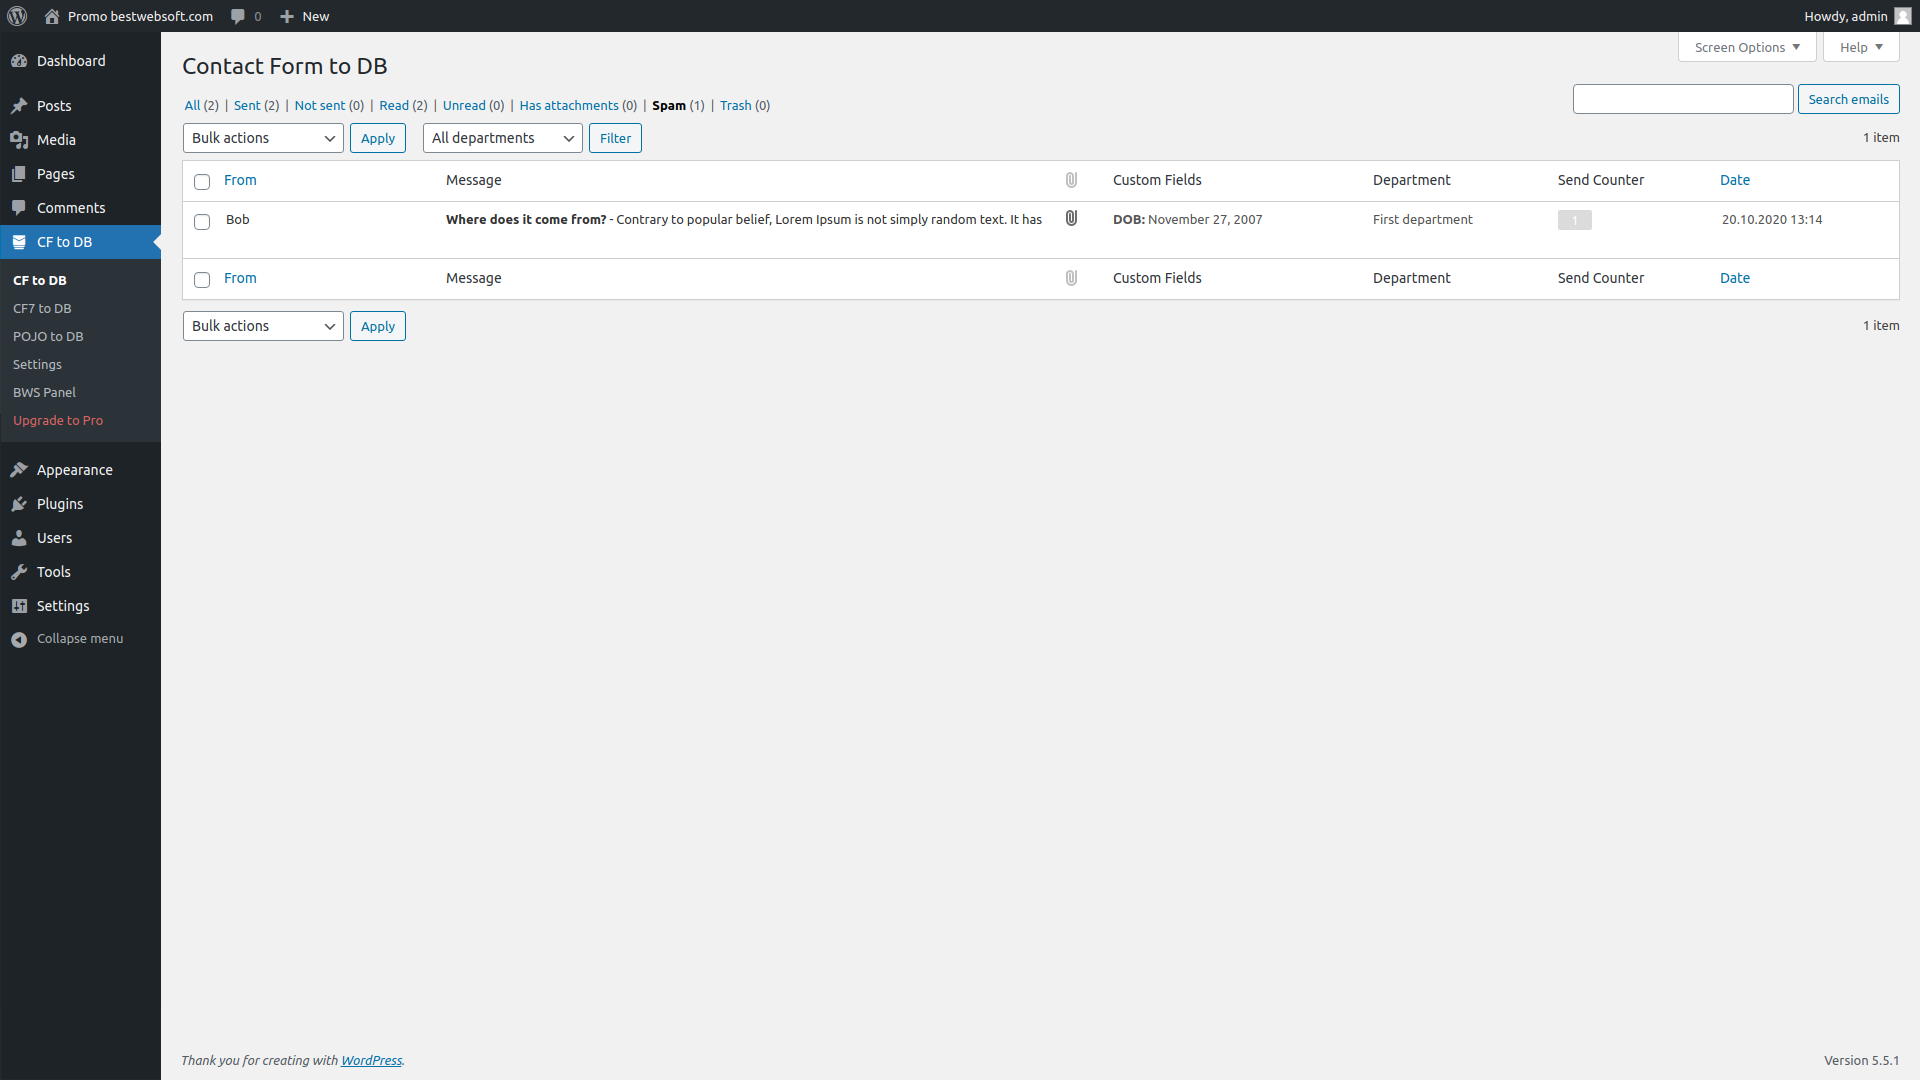 Promo bestwebsoft.com 0 New Howdy, admin
Screen Options Help
Dashboard
Posts
Media
Pages
Comments
CF to DB
CF to DB
CF7 to DB
POJO to DB
Settings
BWS Panel
Upgrade to Pro
Appearance
Plugins
Users
Tools
Settings
Collapse menu
Contact Form to DB
All (2) | Sent (2) | Not sent (0) | Read (2) | Unread (0) | Has attachments (0) | Spam (1) | Trash (0)
Search emails
Bulk actions Apply All departments Filter 1 item
From Message Custom Fields Department Send Counter Date
Bob Where does it come from? - Contrary to popular belief, Lorem Ipsum is not simply random text. It has DOB: November 27, 2007 First department 1 20.10.2020 13:14
From Message Custom Fields Department Send Counter Date
Bulk actions Apply 1 item
Thank you for creating with WordPress. Version 5.5.1